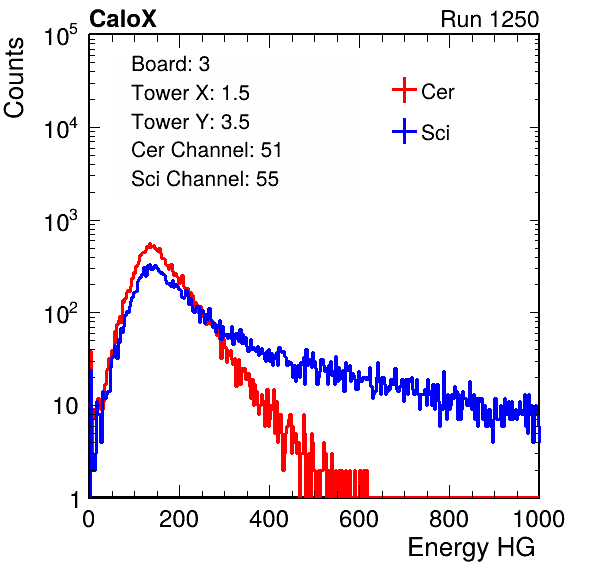 CaloX Run 1250
Counts
10^5
10^4
10^3
10^2
10
1
Board: 3
Tower X: 1.5
Tower Y: 3.5
Cer Channel: 51
Sci Channel: 55
Cer
Sci
0 200 400 600 800 1000
Energy HG